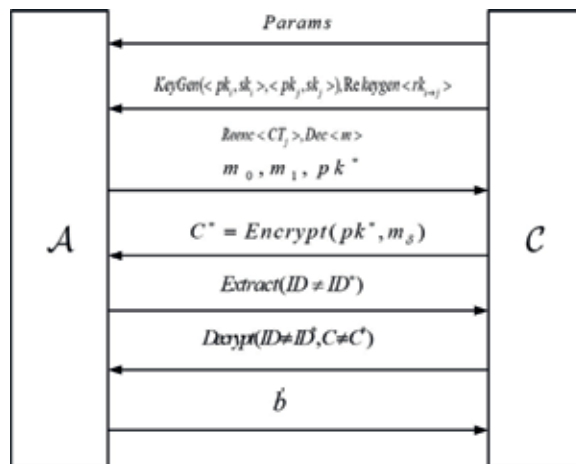 Params
KeyGen(<pk_i,sk_i>,<pk_j,sk_j>),Rekeygen<rk_{i→j}>
Reenc<CT_j>,Dec<m>
m_0,m_1,pk^*
C^*=Encrypt(pk^*,m_δ)
A
C
Extract(ID≠ID^*)
Decrypt(ID≠ID^*,C≠C^*)
b'